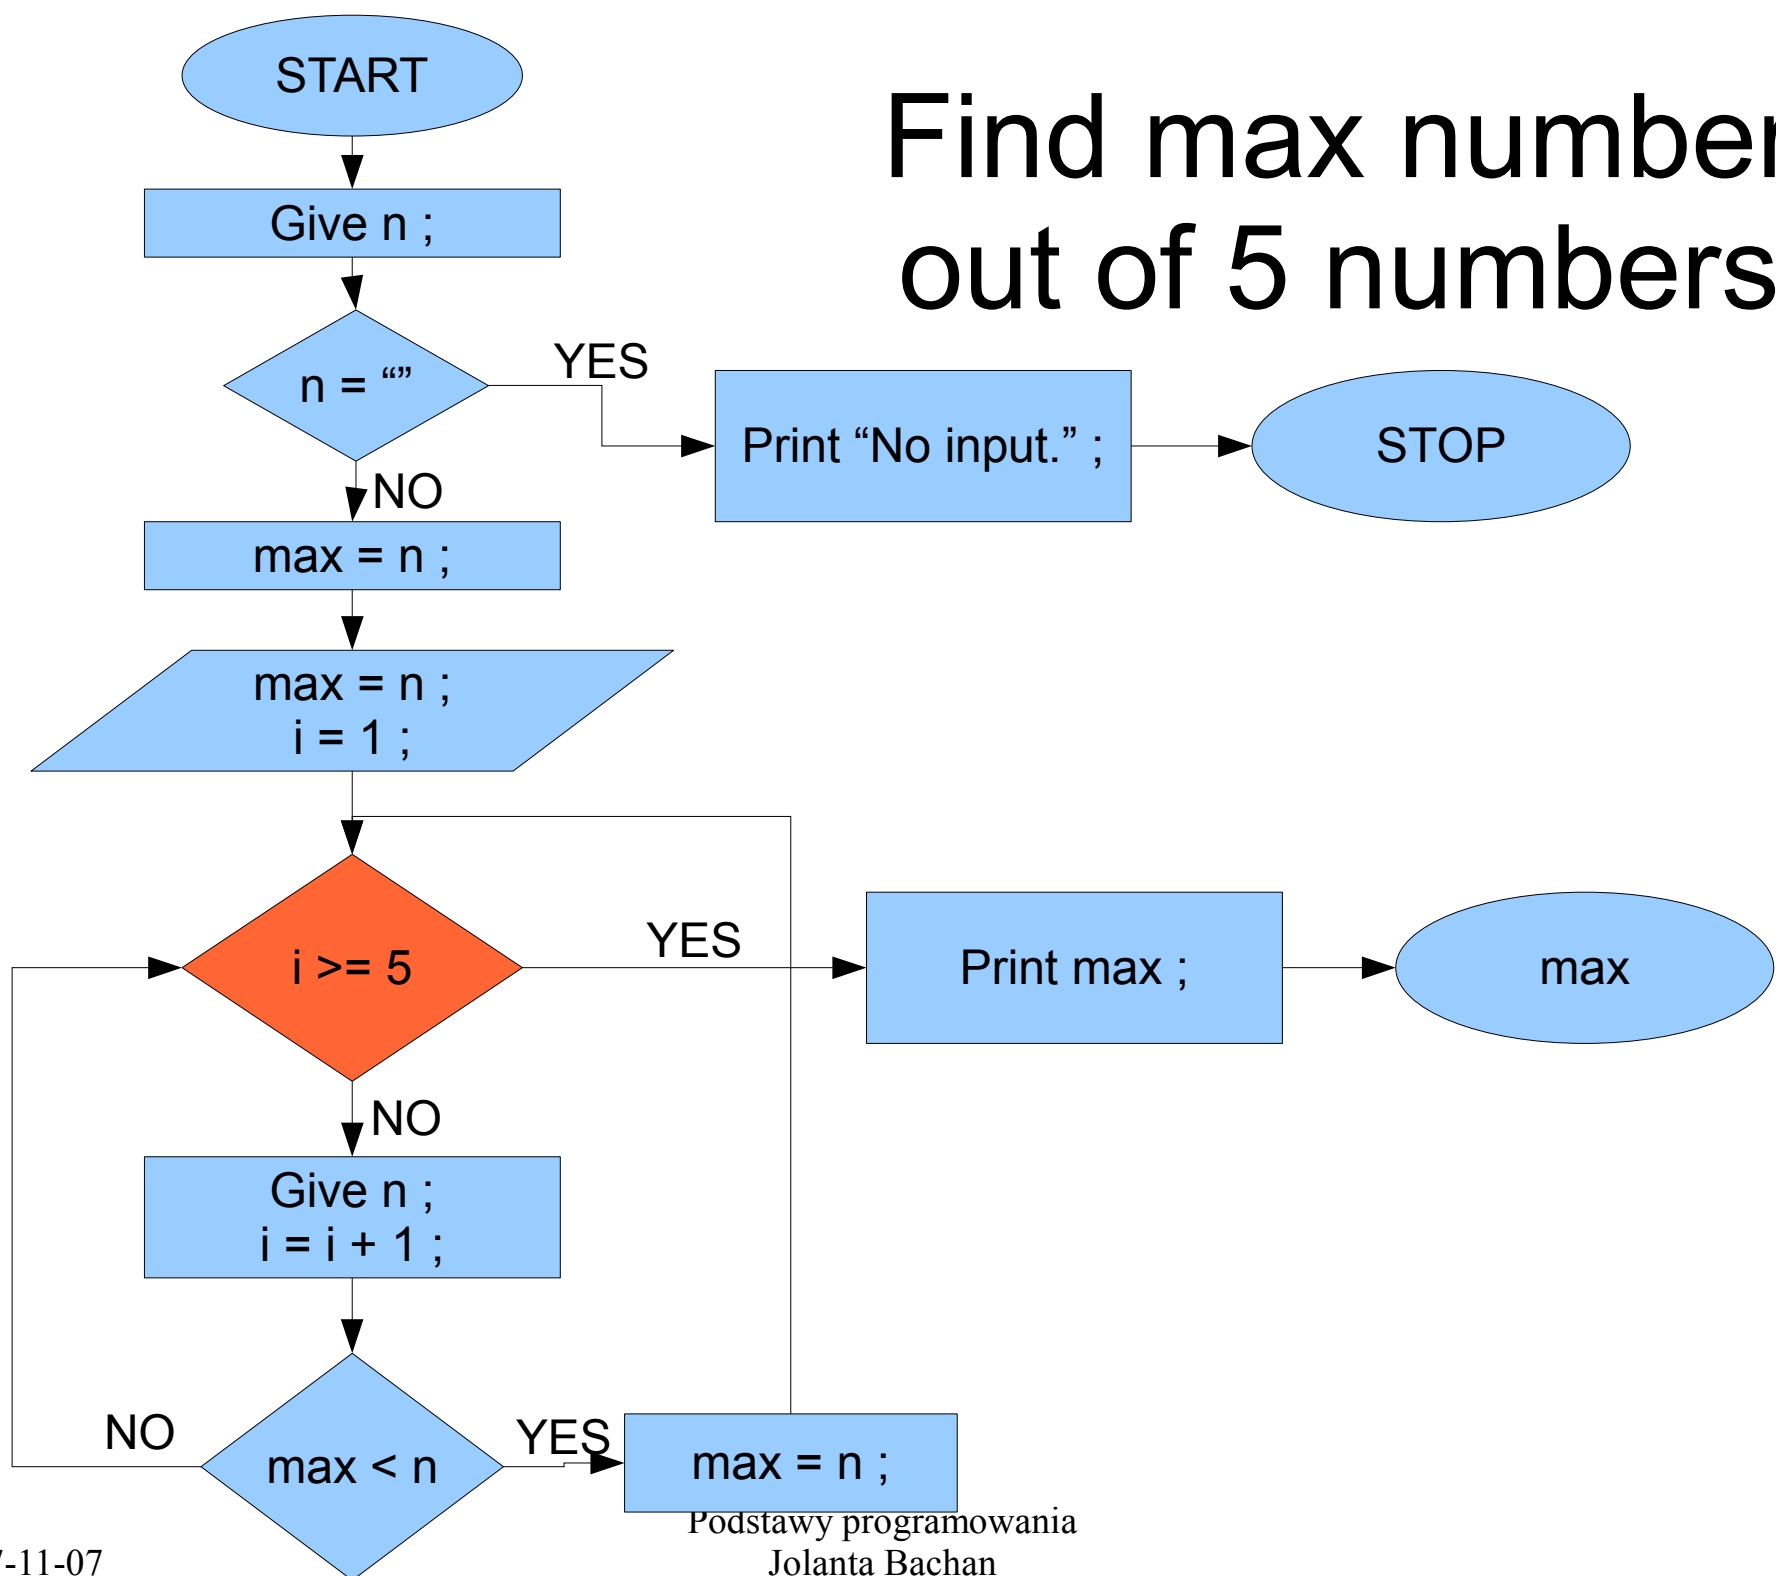 START
Find max number
out of 5 numbers
Give n ;
n = “”
YES
Print “No input.” ;
STOP
NO
max = n ;
max = n ;
i = 1 ;
i >= 5
YES
Print max ;
max
NO
Give n ;
i = i + 1 ;
NO
max < n
YES
max = n ;
Podstawy programowania
Jolanta Bachan
-11-07